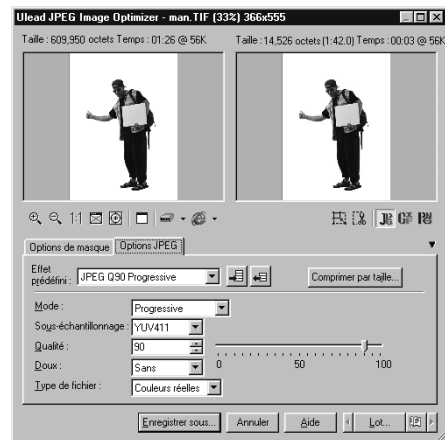 Ulead JPEG Image Optimizer - man.TIF (33%) 366x555
Taille : 609,950 octets Temps : 01:26 @ 56K
Taille : 14,526 octets (1:42.0) Temps : 00:03 @ 56K
1:1
Options de masque
Options JPEG
Effet prédéfini : JPEG Q90 Progressive
Comprimer par taille...
Mode : Progressive
Sous-échantillonnage : YUV411
Qualité : 90
0 50 100
Doux : Sans
Type de fichier : Couleurs réelles
Enregistrer sous... Annuler Aide Lot...